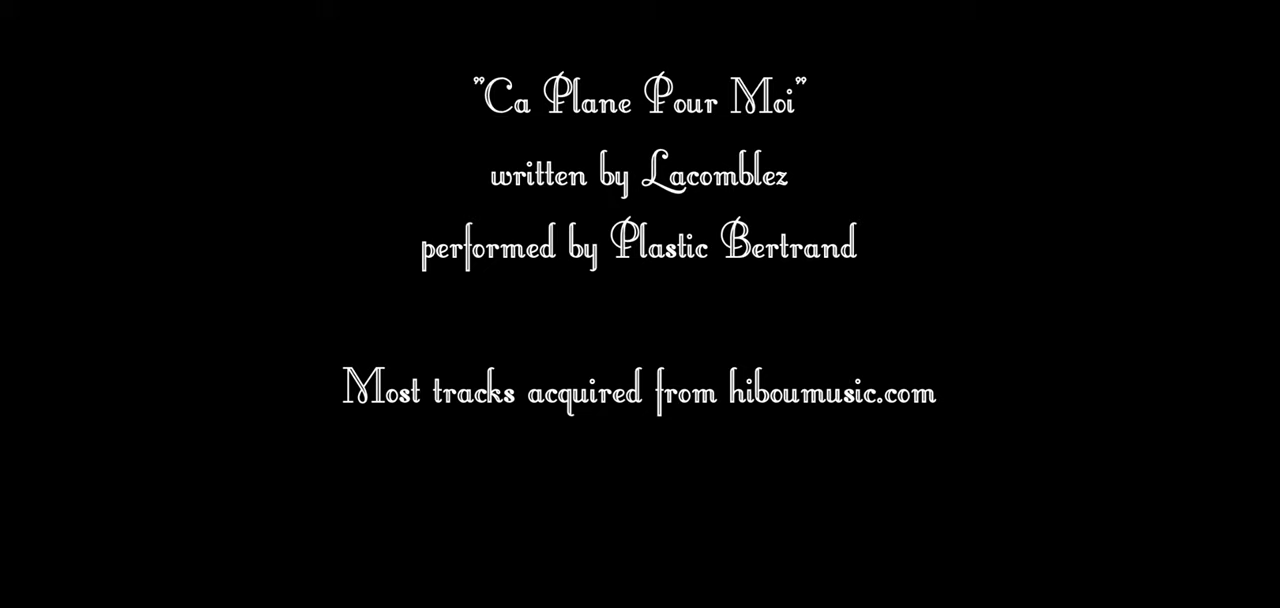 "Ca Plane Pour Moi"
written by Lacomblez
performed by Plastic Bertrand
Most tracks acquired from hiboumusic.com